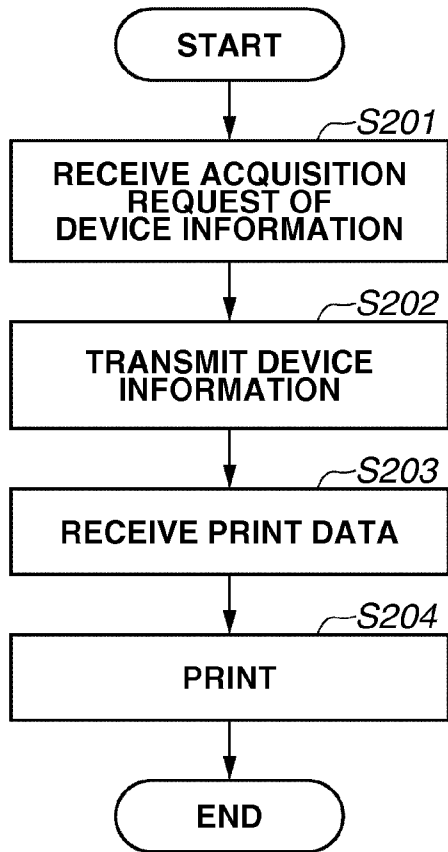 START
S201
RECEIVE ACQUISITION
REQUEST OF
DEVICE INFORMATION
S202
TRANSMIT DEVICE
INFORMATION
S203
RECEIVE PRINT DATA
S204
PRINT
END